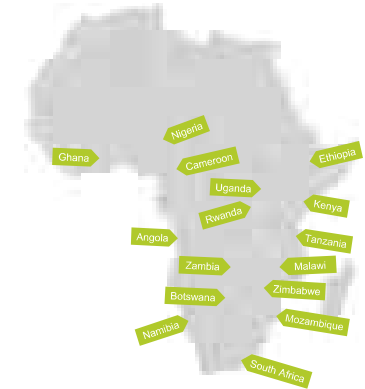 Nigeria
Ghana
Cameroon
Ethiopia
Uganda
Kenya
Rwanda
Angola
Tanzania
Zambia
Malawi
Zimbabwe
Botswana
Mozambique
Namibia
South Africa